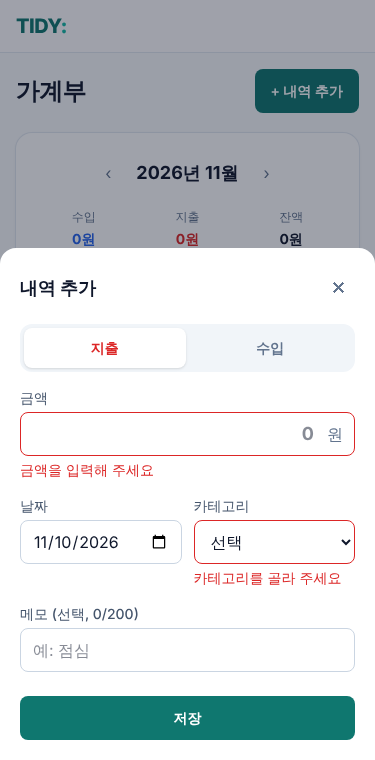 TIDY:
가계부
+ 내역 추가
‹ 2026년 11월 ›
수입 지출 잔액
0원 0원 0원
내역 추가 ✕
지출 수입
금액
0 원
금액을 입력해 주세요
날짜 카테고리
11/10/2026 선택
카테고리를 골라 주세요
메모 (선택, 0/200)
예: 점심
저장